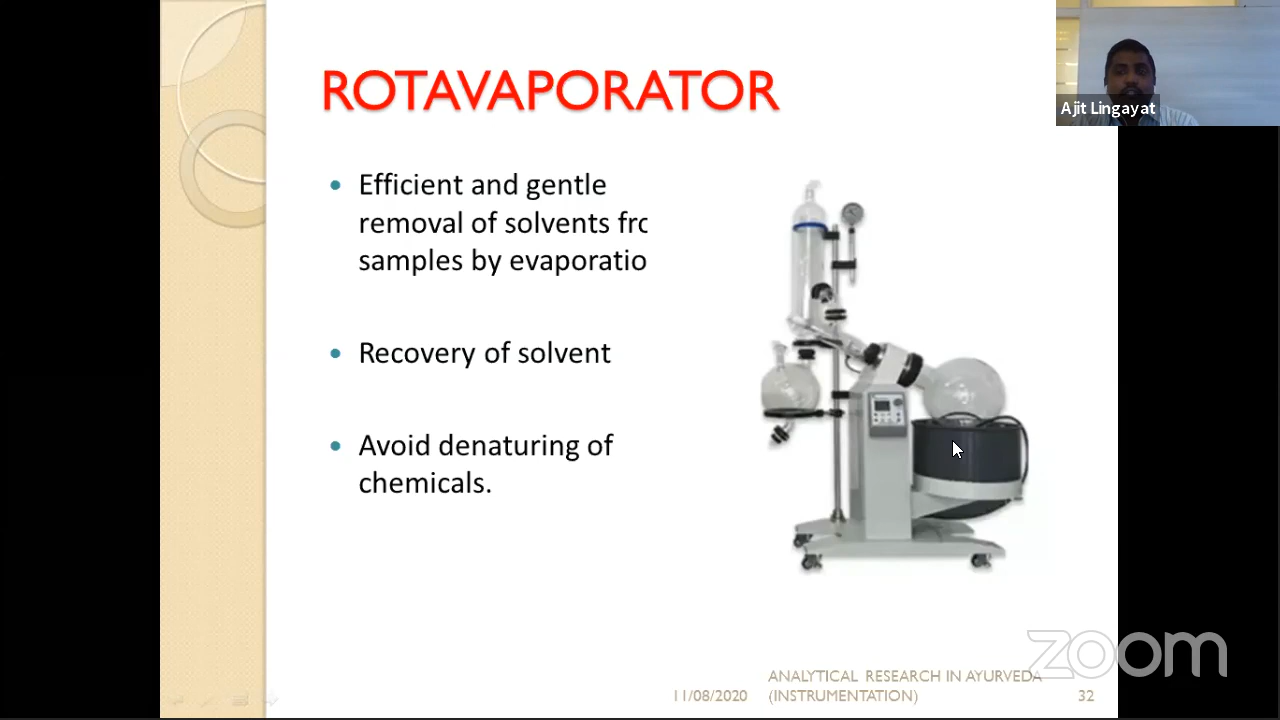 ROTAVAPORATOR
Ajit Lingayat
• Efficient and gentle
removal of solvents frc
samples by evaporatio
• Recovery of solvent
• Avoid denaturing of
chemicals.
zoom
ANALYTICAL RESEARCH IN AYURVEDA
11/08/2020 (INSTRUMENTATION) 32